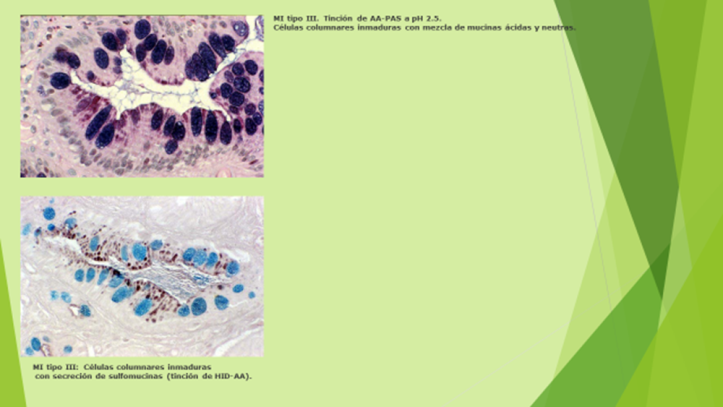 MI tipo III. Tinción de AA-PAS a pH 2.5.
Células columnares inmaduras con mezcla de mucinas ácidas y neutras.
MI tipo III: Células columnares inmaduras
con secreción de sulfomucinas (tinción de HID-AA).